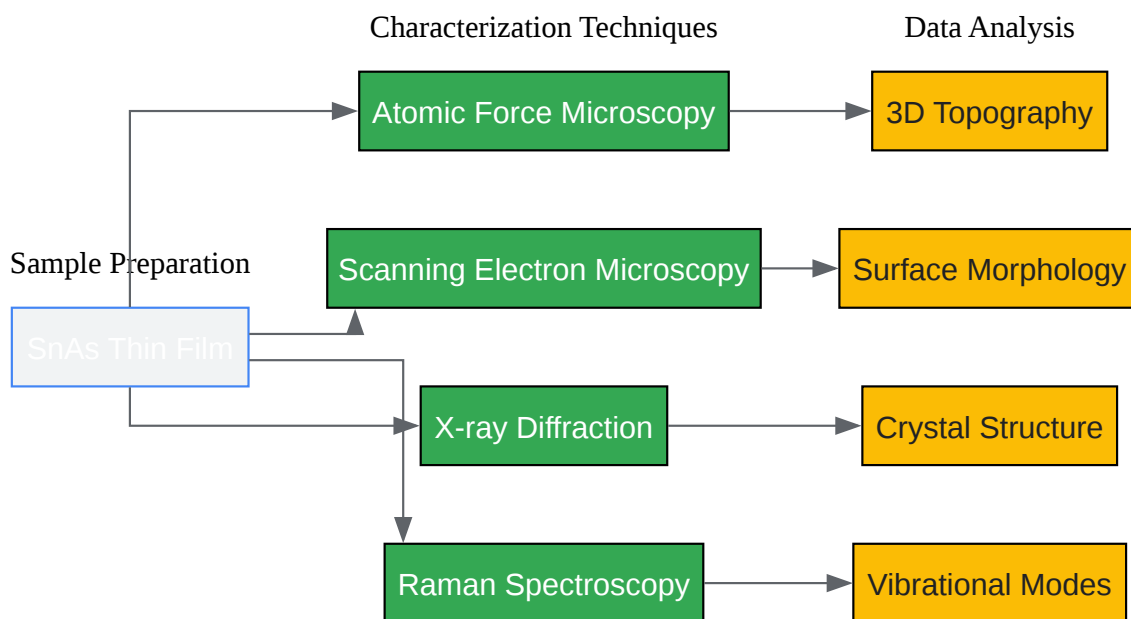 Characterization Techniques
Data Analysis
Atomic Force Microscopy
3D Topography
Sample Preparation
Scanning Electron Microscopy
Surface Morphology
SnAs Thin Film
X-ray Diffraction
Crystal Structure
Raman Spectroscopy
Vibrational Modes